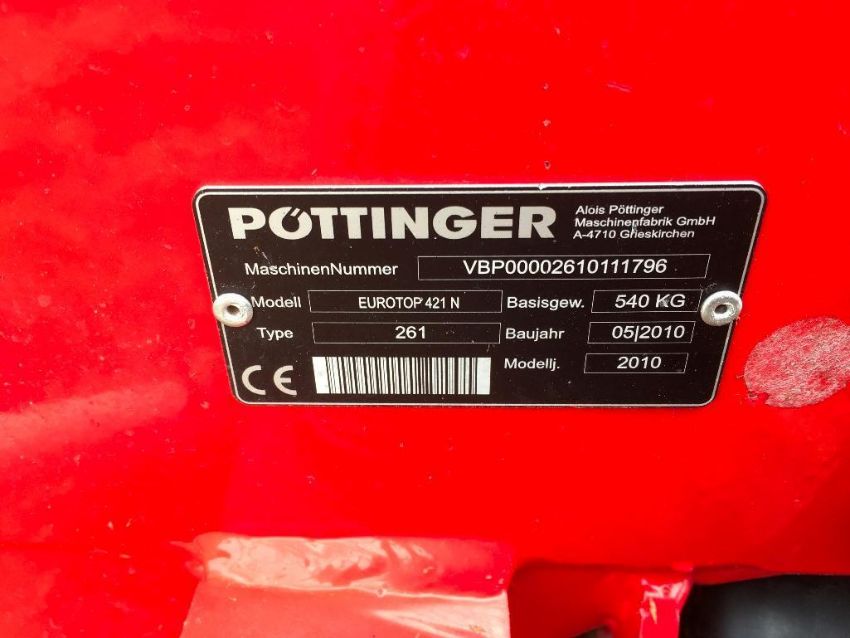 PÖTTINGER
Alois Pöttinger
Maschinenfabrik GmbH
A-4710 Grieskirchen
MaschinenNummer VBP00002610111796
Modell EUROTOP 421 N Basisgew. 540 KG
Type 261 Baujahr 05|2010
CE Modellj. 2010